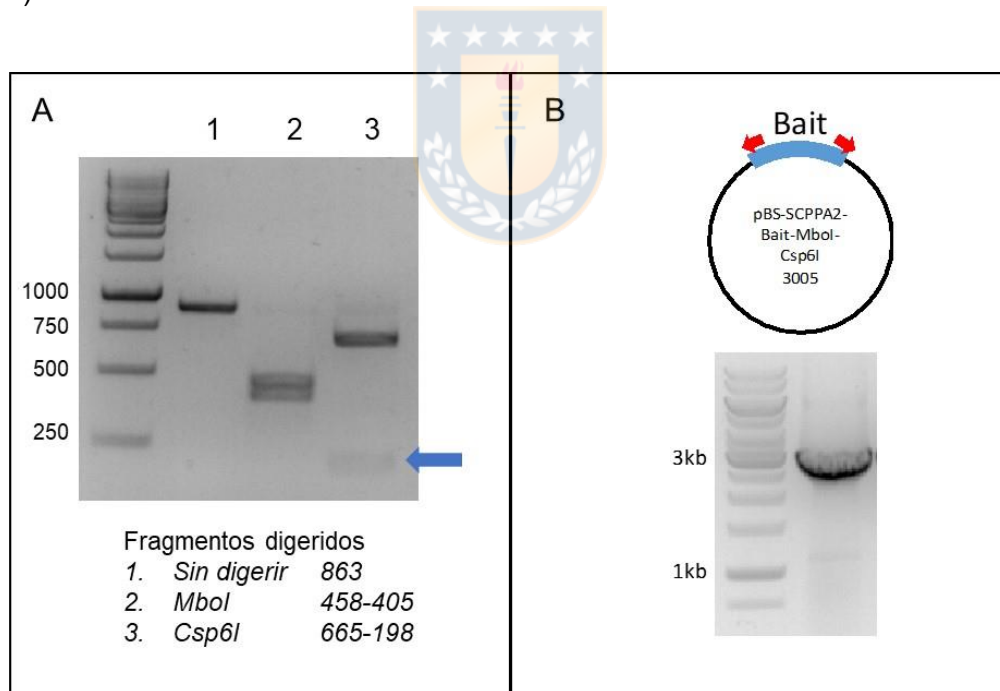 A
1 2 3
1000
750
500
250
Fragmentos digeridos
1. Sin digerir 863
2. MboI 458-405
3. Csp6I 665-198
B
Bait
pBS-SCPPA2-
Bait-MboI-
Csp6I
3005
3kb
1kb